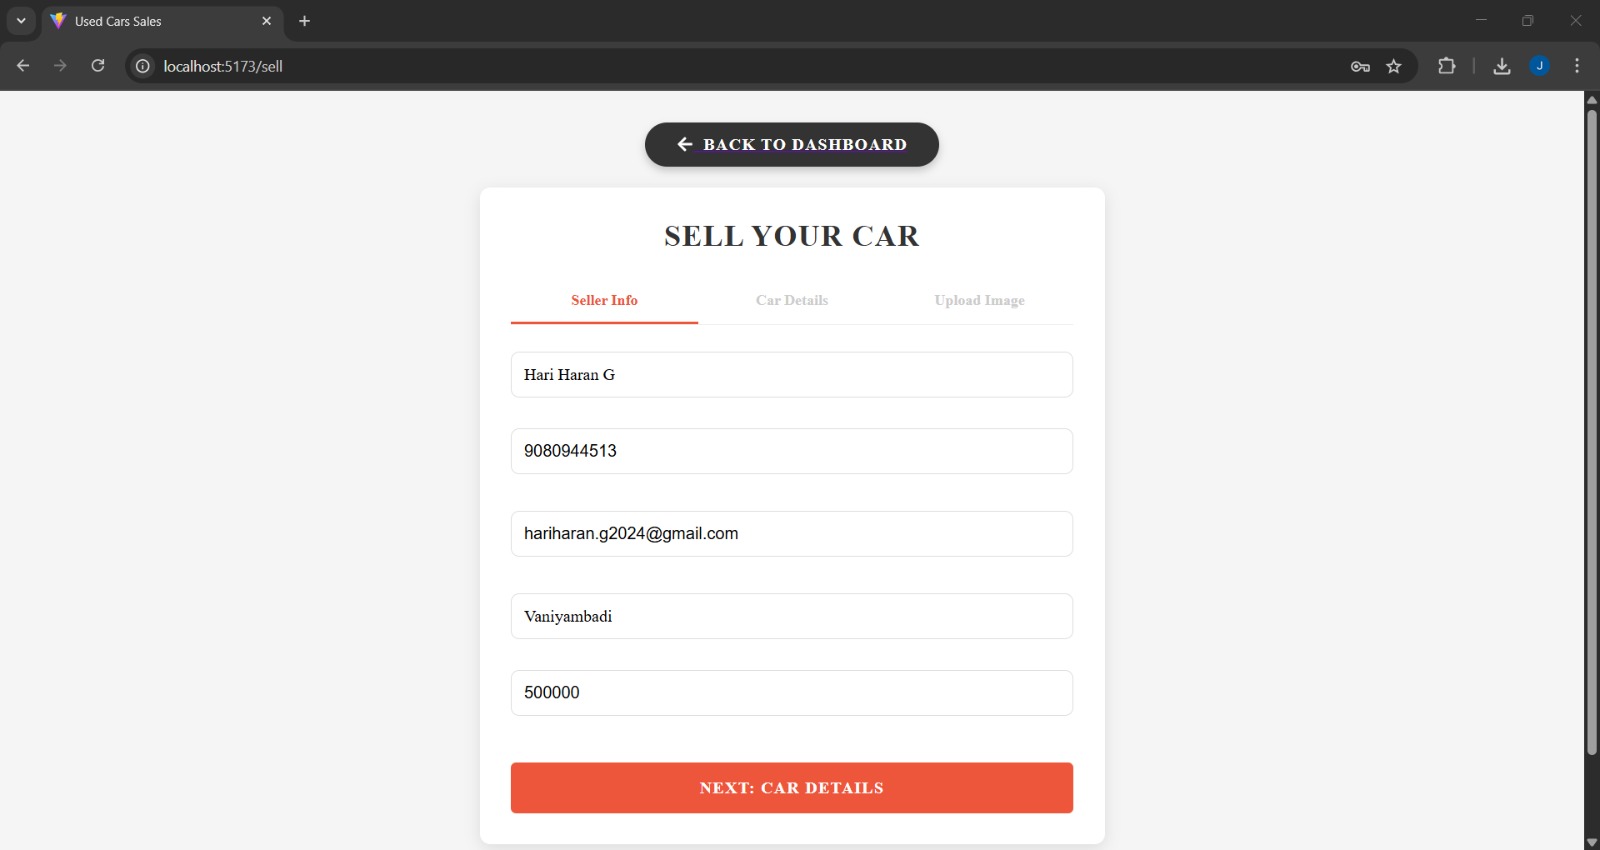 Used Cars Sales
localhost:5173/sell
J
BACK TO DASHBOARD
SELL YOUR CAR
Seller Info Car Details Upload Image
Hari Haran G
9080944513
hariharan.g2024@gmail.com
Vaniyambadi
500000
NEXT: CAR DETAILS